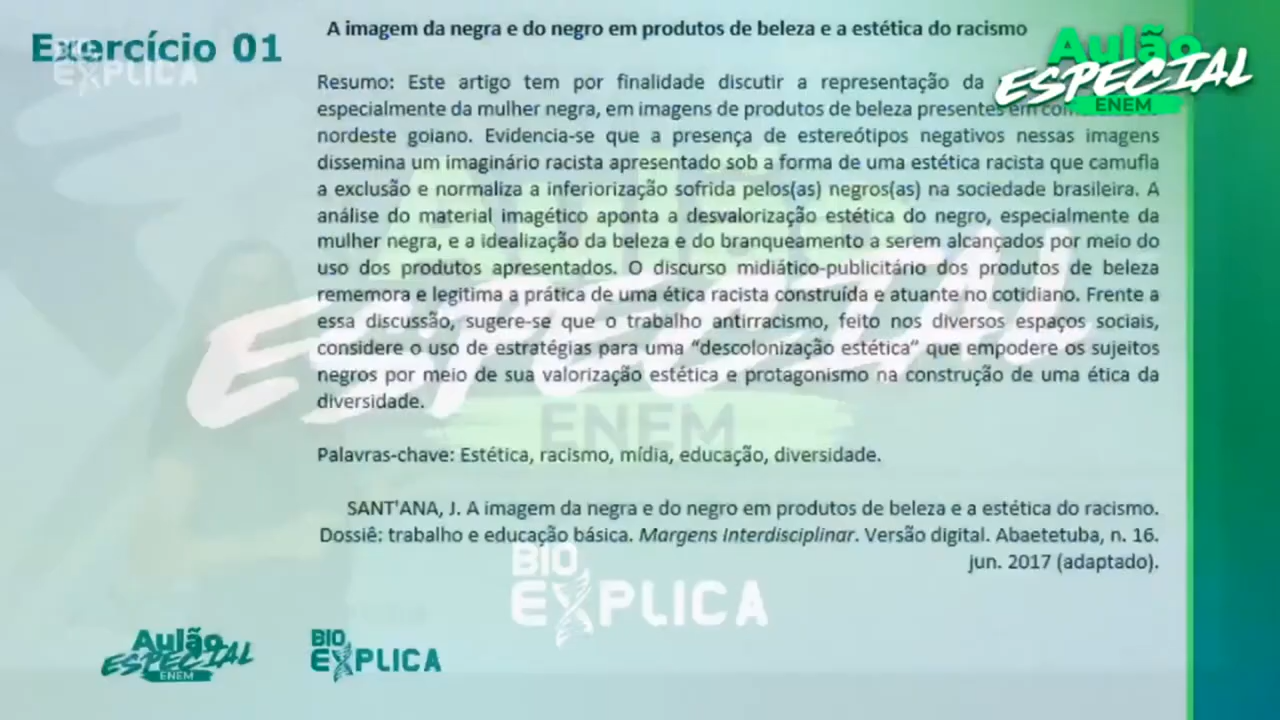 Exercício 01
BIO
EXPLICA
A imagem da negra e do negro em produtos de beleza e a estética do racismo
Aulão
ESPECIAL
ENEM
Resumo: Este artigo tem por finalidade discutir a representação da
especialmente da mulher negra, em imagens de produtos de beleza presentes em
nordeste goiano. Evidencia-se que a presença de estereótipos negativos nessas imagens
dissemina um imaginário racista apresentado sob a forma de uma estética racista que camufla
a exclusão e normaliza a inferiorização sofrida pelos(as) negros(as) na sociedade brasileira. A
análise do material imagético aponta a desvalorização estética do negro, especialmente da
mulher negra, e a idealização da beleza e do branqueamento a serem alcançados por meio do
uso dos produtos apresentados. O discurso midiático-publicitário dos produtos de beleza
rememora e legitima a prática de uma ética racista construída e atuante no cotidiano. Frente a
essa discussão, sugere-se que o trabalho antirracismo, feito nos diversos espaços sociais,
considere o uso de estratégias para uma “descolonização estética” que empodere os sujeitos
negros por meio de sua valorização estética e protagonismo na construção de uma ética da
diversidade.
Aulão
ESPECIAL
ENEM
Palavras-chave: Estética, racismo, mídia, educação, diversidade.
SANT'ANA, J. A imagem da negra e do negro em produtos de beleza e a estética do racismo.
Dossiê: trabalho e educação básica. Margens Interdisciplinar. Versão digital. Abaetetuba, n. 16.
jun. 2017 (adaptado).
BIO
EXPLICA
Aulão
ESPECIAL
ENEM
BIO
EXPLICA